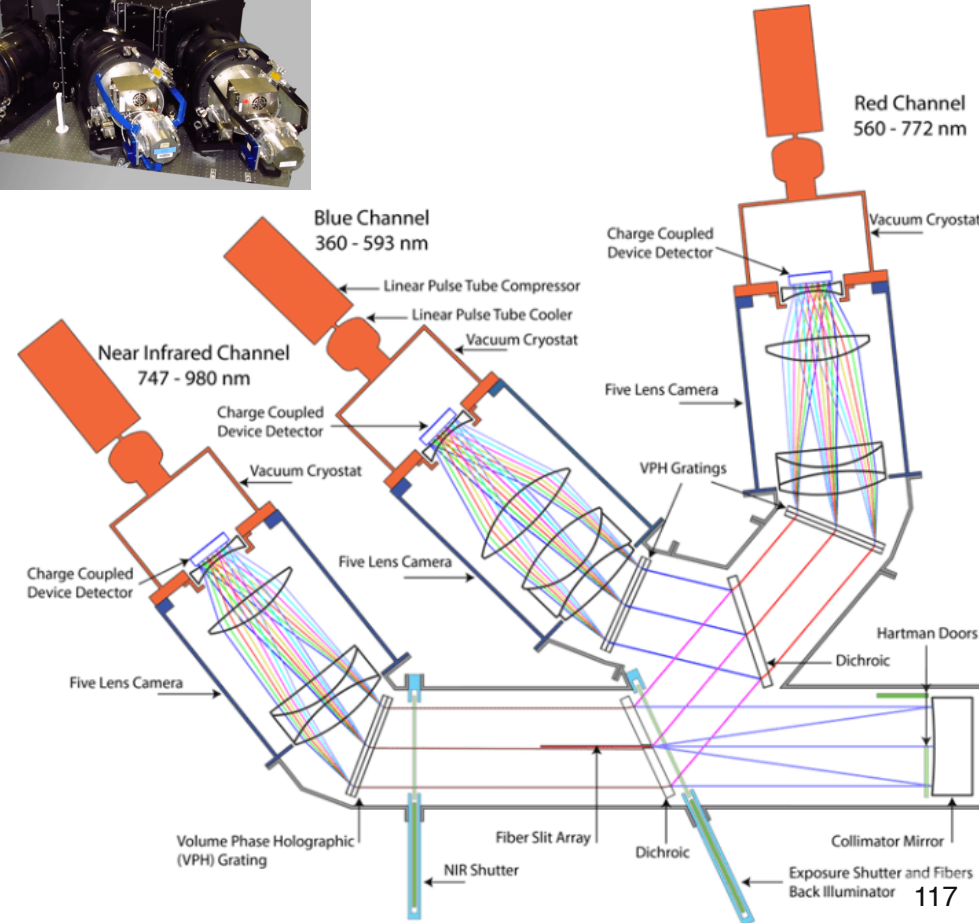 Red Channel
560 - 772 nm
Vacuum Cryostat
Charge Coupled
Device Detector
Blue Channel
360 - 593 nm
Linear Pulse Tube Compressor
Linear Pulse Tube Cooler
Vacuum Cryostat
Near Infrared Channel
747 - 980 nm
Five Lens Camera
Charge Coupled
Device Detector
VPH Gratings
Vacuum Cryostat
Five Lens Camera
Charge Coupled
Device Detector
Hartman Doors
Dichroic
Five Lens Camera
Volume Phase Holographic
(VPH) Grating
Fiber Slit Array
Dichroic
Collimator Mirror
NIR Shutter
Exposure Shutter and Fibers
Back Illuminator
117